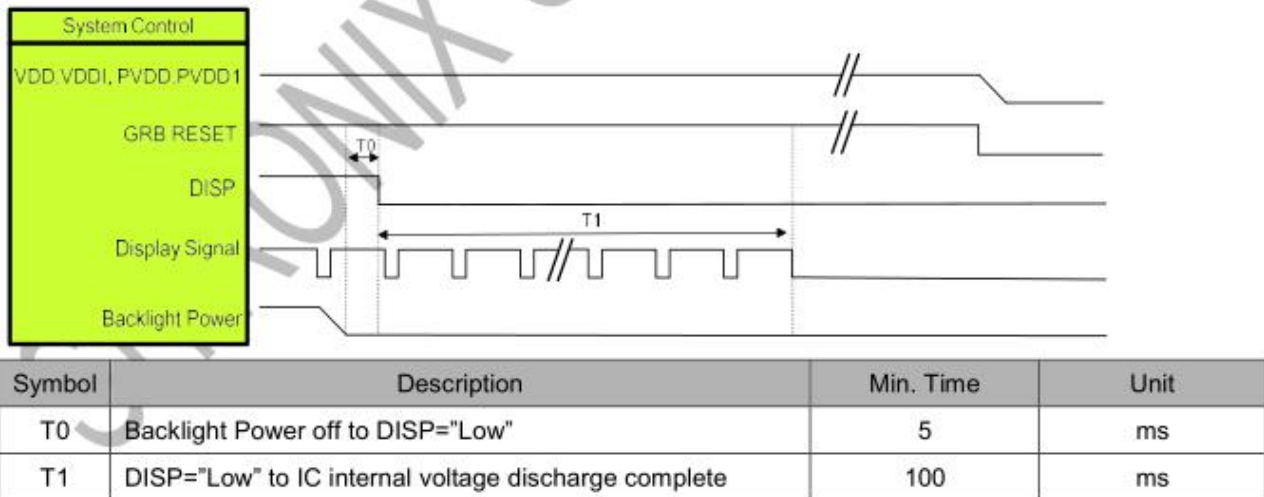 System Control
VDD.VDDI, PVDD.PVDD1
GRB RESET
T0
DISP
T1
Display Signal
Backlight Power
Symbol Description Min. Time Unit
T0 Backlight Power off to DISP="Low" 5 ms
T1 DISP="Low" to IC internal voltage discharge complete 100 ms